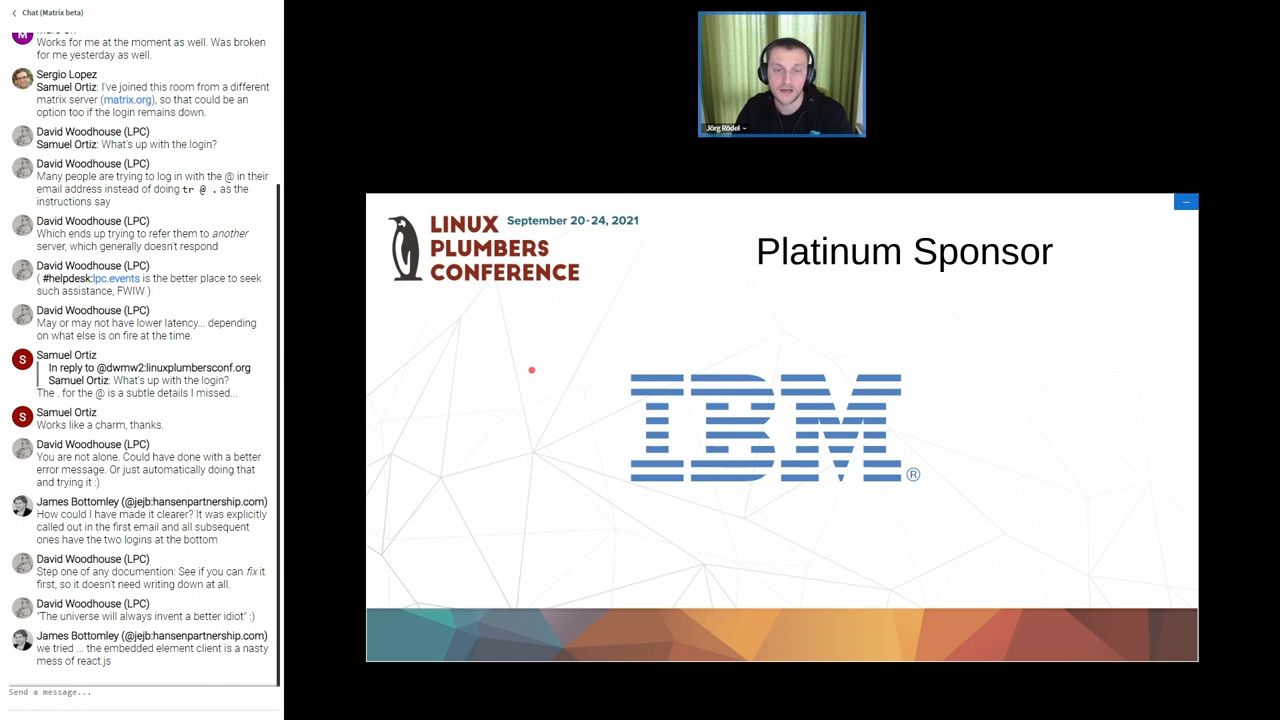 Chat (Matrix beta)
M
Works for me at the moment as well. Was broken
for me yesterday as well.
Sergio Lopez
Samuel Ortiz: I've joined this room from a different
matrix server (matrix.org), so that could be an
option too if the login remains down.
David Woodhouse (LPC)
Samuel Ortiz: What's up with the login?
David Woodhouse (LPC)
Many people are trying to log in with the @ in their
email address instead of doing tr @ . as the
instructions say
David Woodhouse (LPC)
Which ends up trying to refer them to another
server, which generally doesn't respond
David Woodhouse (LPC)
( #helpdesk:lpc.events is the better place to seek
such assistance, FWIW )
David Woodhouse (LPC)
May or may not have lower latency... depending
on what else is on fire at the time.
S
Samuel Ortiz
In reply to @dwmw2:linuxplumbersconf.org
Samuel Ortiz: What's up with the login?
The . for the @ is a subtle details I missed...
S
Samuel Ortiz
Works like a charm, thanks.
David Woodhouse (LPC)
You are not alone. Could have done with a better
error message. Or just automatically doing that
and trying it :)
James Bottomley (@jejb:hansenpartnership.com)
How could I have made it clearer? It was explicitly
called out in the first email and all subsequent
ones have the two logins at the bottom
David Woodhouse (LPC)
Step one of any documention: See if you can fix it
first, so it doesn't need writing down at all.
David Woodhouse (LPC)
"The universe will always invent a better idiot" :)
James Bottomley (@jejb:hansenpartnership.com)
we tried ... the embedded element client is a nasty
mess of react.js
Send a message...
Jörg Rödel
LINUX
PLUMBERS
CONFERENCE
September 20-24, 2021
Platinum Sponsor
IBM®